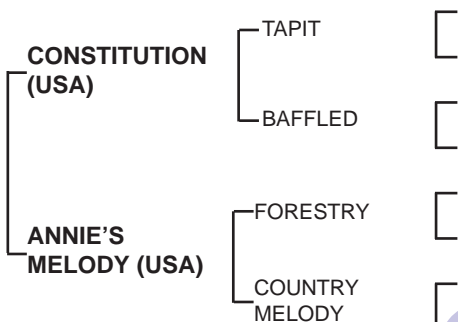 TAPIT
CONSTITUTION
(USA)
BAFFLED
FORESTRY
ANNIE'S
MELODY (USA)
COUNTRY
MELODY